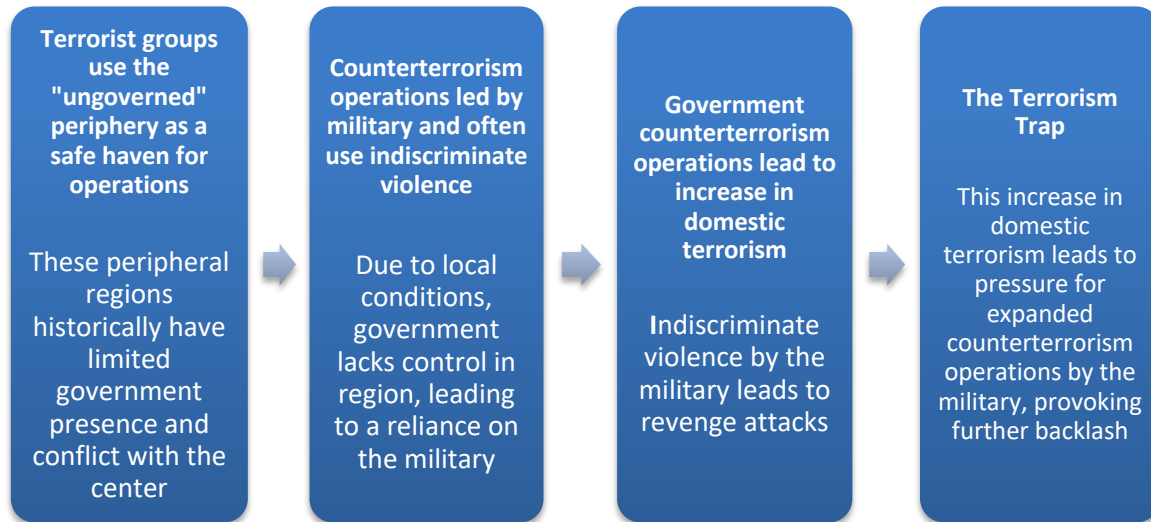 Terrorist groups
use the
"ungoverned"
periphery as a
safe haven for
operations
These peripheral
regions
historically have
limited
government
presence and
conflict with the
center
Counterterrorism
operations led by
military and often
use indiscriminate
violence
Due to local
conditions,
government
lacks control in
region, leading
to a reliance on
the military
Government
counterterrorism
operations lead to
increase in
domestic
terrorism
Indiscriminate
violence by the
military leads to
revenge attacks
The Terrorism
Trap
This increase in
domestic
terrorism leads to
pressure for
expanded
counterterrorism
operations by the
military, provoking
further backlash